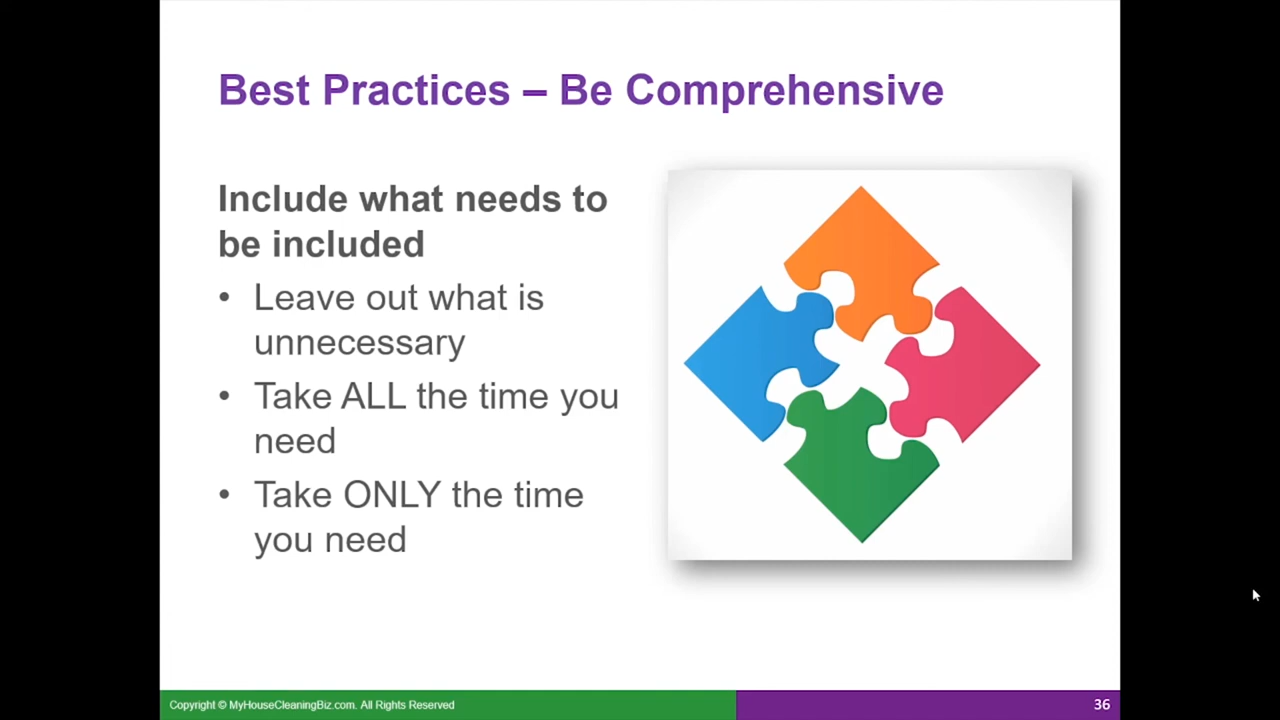 Best Practices – Be Comprehensive
Include what needs to
be included
• Leave out what is
unnecessary
• Take ALL the time you
need
• Take ONLY the time
you need
Copyright © MyHouseCleaningBiz.com. All Rights Reserved
36